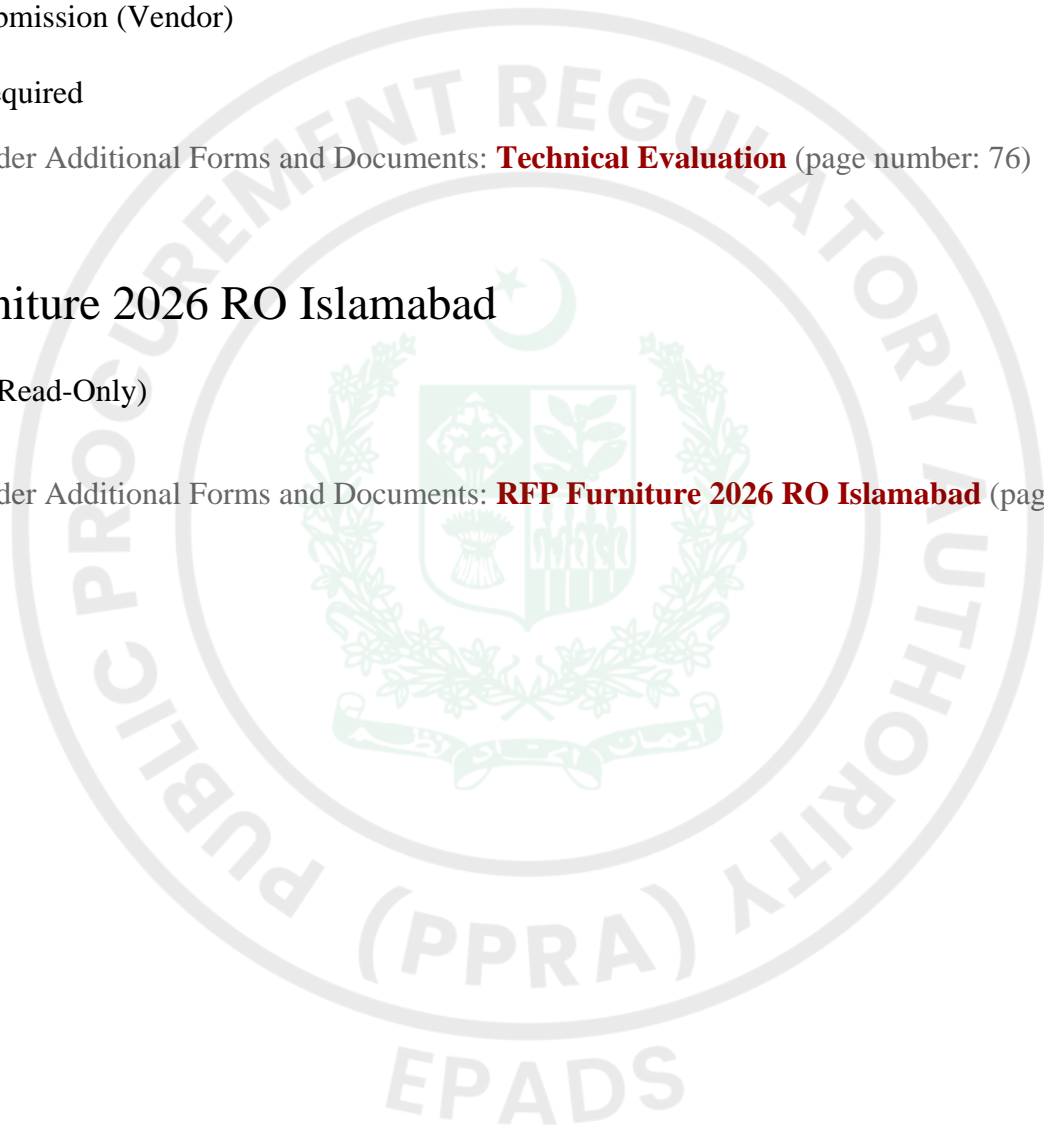 bmission (Vendor)
equired
der Additional Forms and Documents: Technical Evaluation (page number: 76)
niture 2026 RO Islamabad
Read-Only)
der Additional Forms and Documents: RFP Furniture 2026 RO Islamabad (pag
PUBLIC PROCUREMENT REGULATORY AUTHORITY
(PPRA)
EPADS